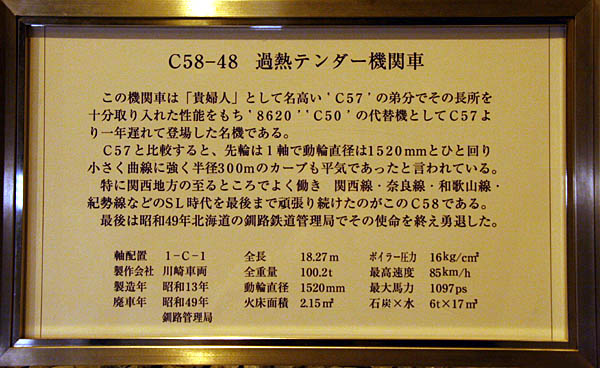 C58-48　過熱テンダー機関車
この機関車は「貴婦人」として名高い'C57'の弟分でその長所を
十分取り入れた性能をもち'8620''C50'の代替機としてC57よ
り一年遅れて登場した名機である。
C57と比較すると、先輪は1軸で動輪直径は1520mmとひと回り
小さく曲線に強く半径300mのカーブも平気であったと言われている。
特に関西地方の至るところでよく働き　関西線・奈良線・和歌山線・
紀勢線などのSL時代を最後まで頑張り続けたのがこのC58である。
最後は昭和49年北海道の釧路鉄道管理局でその使命を終え勇退した。
軸配置　1-C-1　全長　18.27m　ボイラー圧力　16kg/cm²
製作会社　川崎車両　全重量　100.2t　最高速度　85km/h
製造年　昭和13年　動輪直径　1520mm　最大馬力　1097ps
廃車年　昭和49年　火床面積　2.15㎡　石炭×水　6t×17㎥
釧路管理局